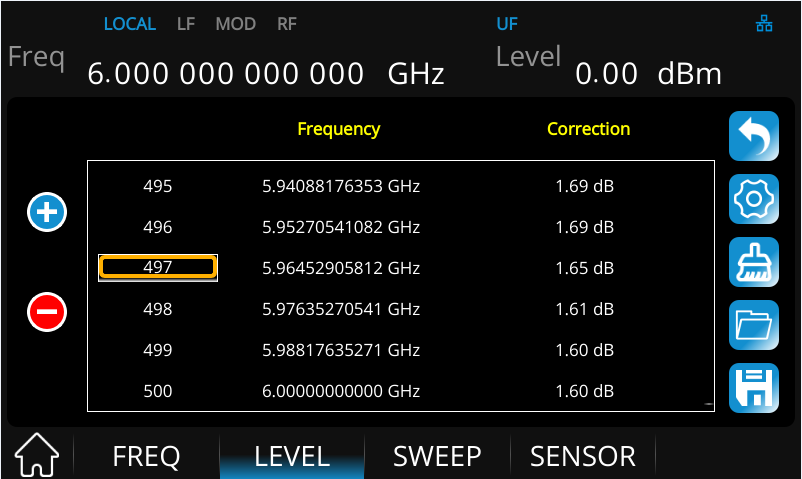 LOCAL LF MOD RF UF
Freq 6.000 000 000 000 GHz Level 0.00 dBm
Frequency Correction
495 5.94088176353 GHz 1.69 dB
496 5.95270541082 GHz 1.69 dB
497 5.96452905812 GHz 1.65 dB
498 5.97635270541 GHz 1.61 dB
499 5.98817635271 GHz 1.60 dB
500 6.00000000000 GHz 1.60 dB
FREQ LEVEL SWEEP SENSOR